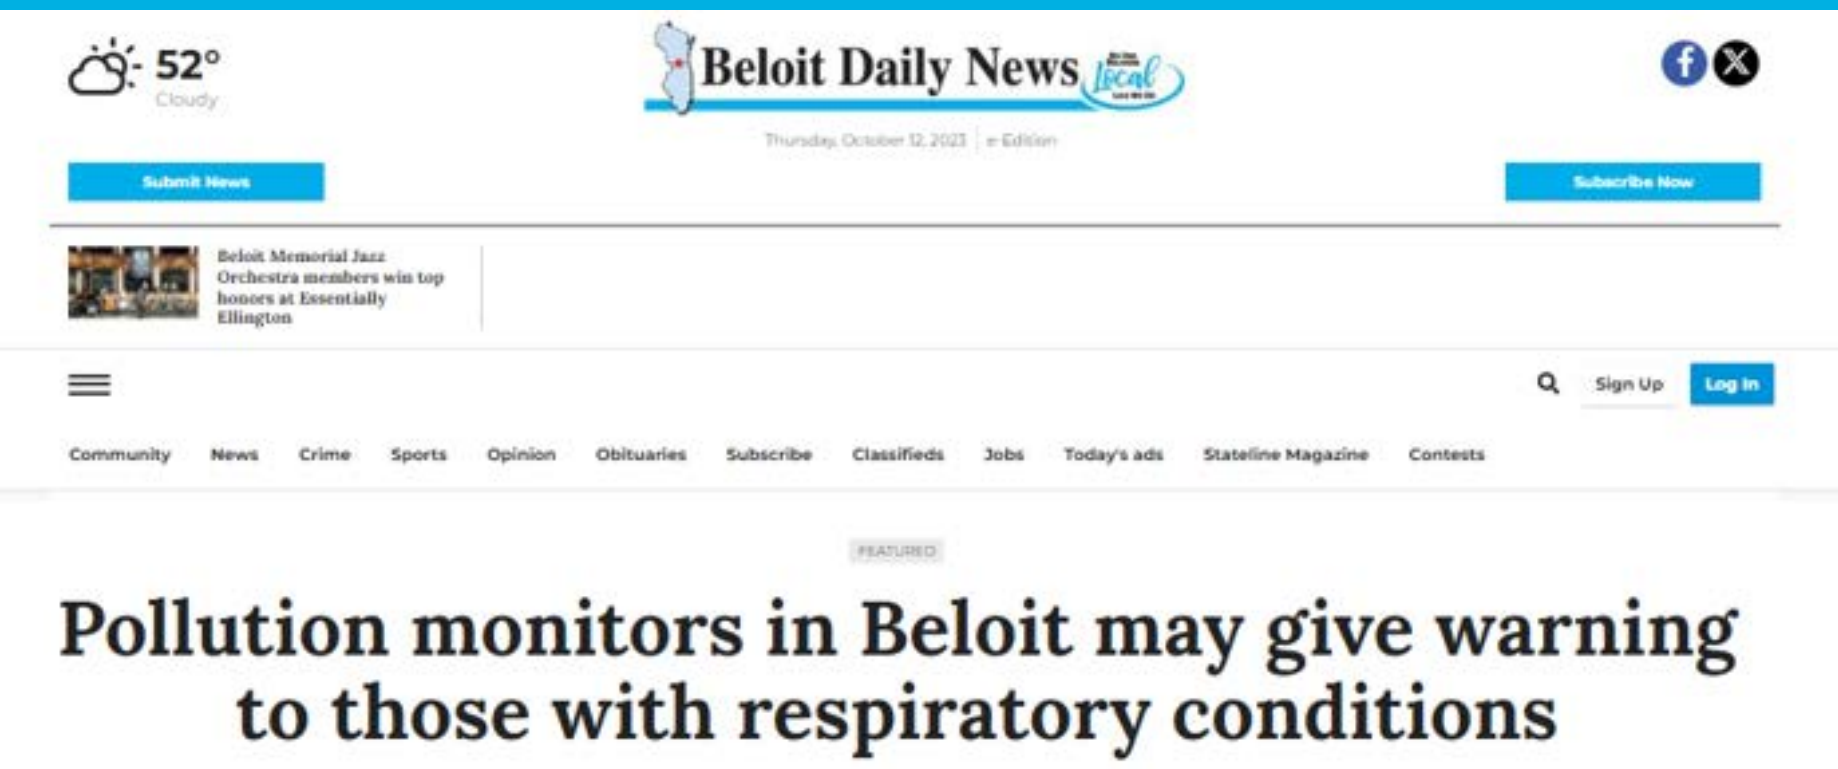 52°
Cloudy
Beloit Daily News
Local
Thursday, October 12, 2023 | e-Edition
Submit News
Subscribe Now
Beloit Memorial Jazz
Orchestra members win top
honors at Essentially
Ellington
Sign Up
Log In
Community News Crime Sports Opinion Obituaries Subscribe Classifieds Jobs Today's ads Stateline Magazine Contests
FEATURED
Pollution monitors in Beloit may give warning
to those with respiratory conditions